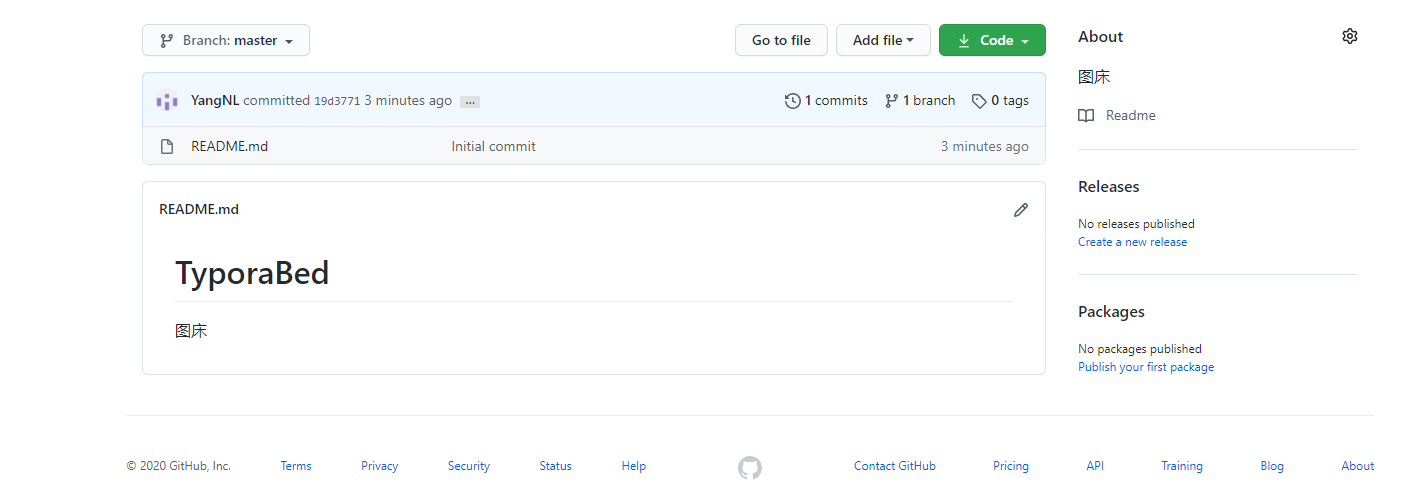 Branch: master
Go to file
Add file
Code
YangNL committed 19d3771 3 minutes ago ...
1 commits
1 branch
0 tags
README.md Initial commit 3 minutes ago
README.md
TyporaBed
图床
About
图床
Readme
Releases
No releases published
Create a new release
Packages
No packages published
Publish your first package
© 2020 GitHub, Inc. Terms Privacy Security Status Help Contact GitHub Pricing API Training Blog About